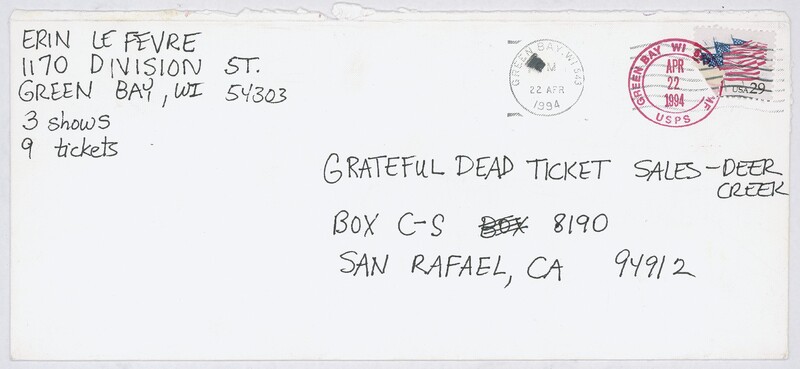 ERIN LE FEVRE
1170 DIVISION ST.
GREEN BAY, WI 54303
3 shows
9 tickets
GREEN BAY, WI 543
22 APR
1994
GREEN BAY WI
APR
22
1994
USPS
USA 29
GRATEFUL DEAD TICKET SALES-DEER
CREEK
BOX C-S BOX 8190
SAN RAFAEL, CA 94912